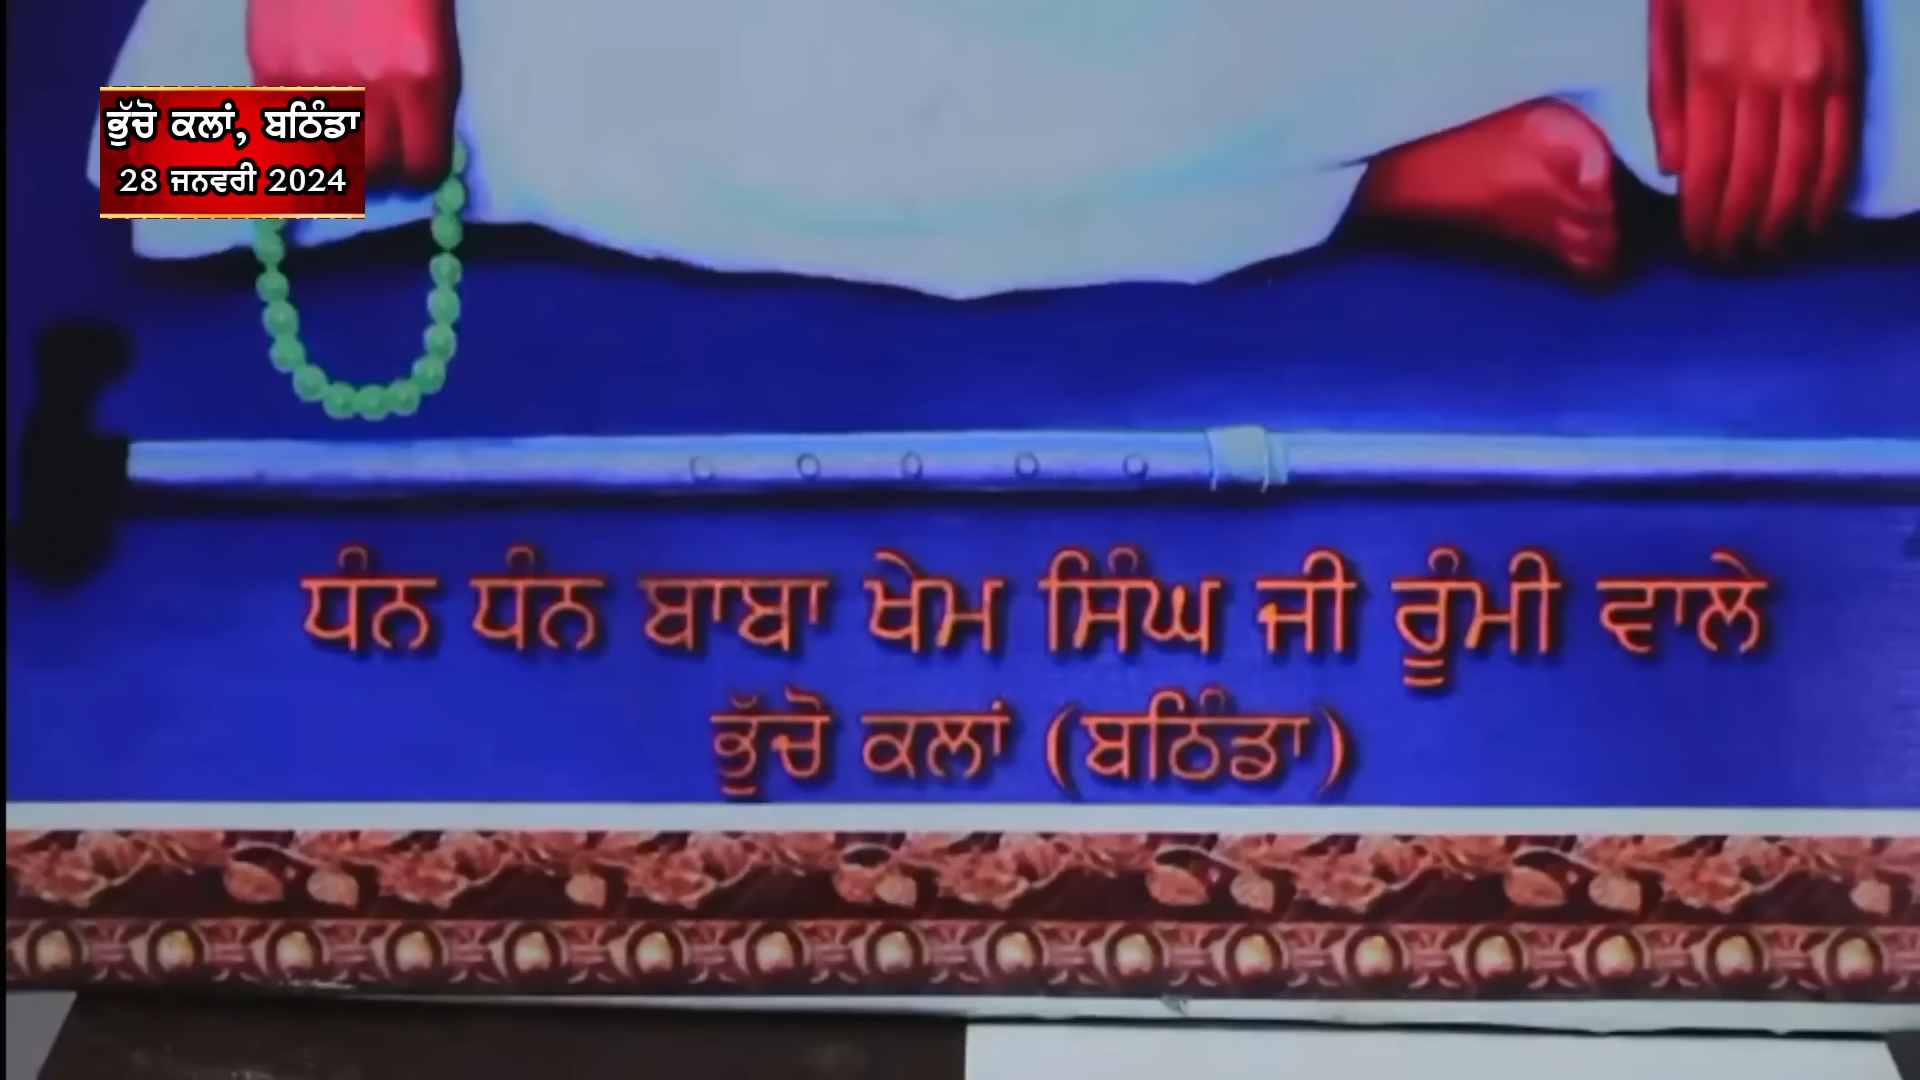 ਭੁੱਚੋ ਕਲਾਂ, ਬਠਿੰਡਾ
28 ਜਨਵਰੀ 2024
ਧੰਨ ਧੰਨ ਬਾਬਾ ਖੇਮ ਸਿੰਘ ਜੀ ਰੂੰਮੀ ਵਾਲੇ
ਭੁੱਚੋ ਕਲਾਂ (ਬਠਿੰਡਾ)